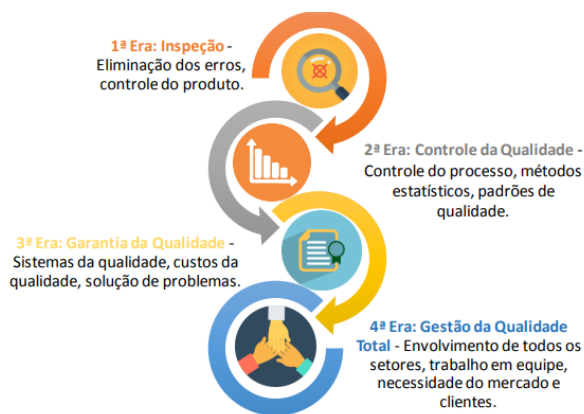 1ª Era: Inspeção -
Eliminação dos erros,
controle do produto.
2ª Era: Controle da Qualidade -
Controle do processo, métodos
estatísticos, padrões de
qualidade.
3ª Era: Garantia da Qualidade -
Sistemas da qualidade, custos da
qualidade, solução de problemas.
4ª Era: Gestão da Qualidade
Total - Envolvimento de todos os
setores, trabalho em equipe,
necessidade do mercado e
clientes.